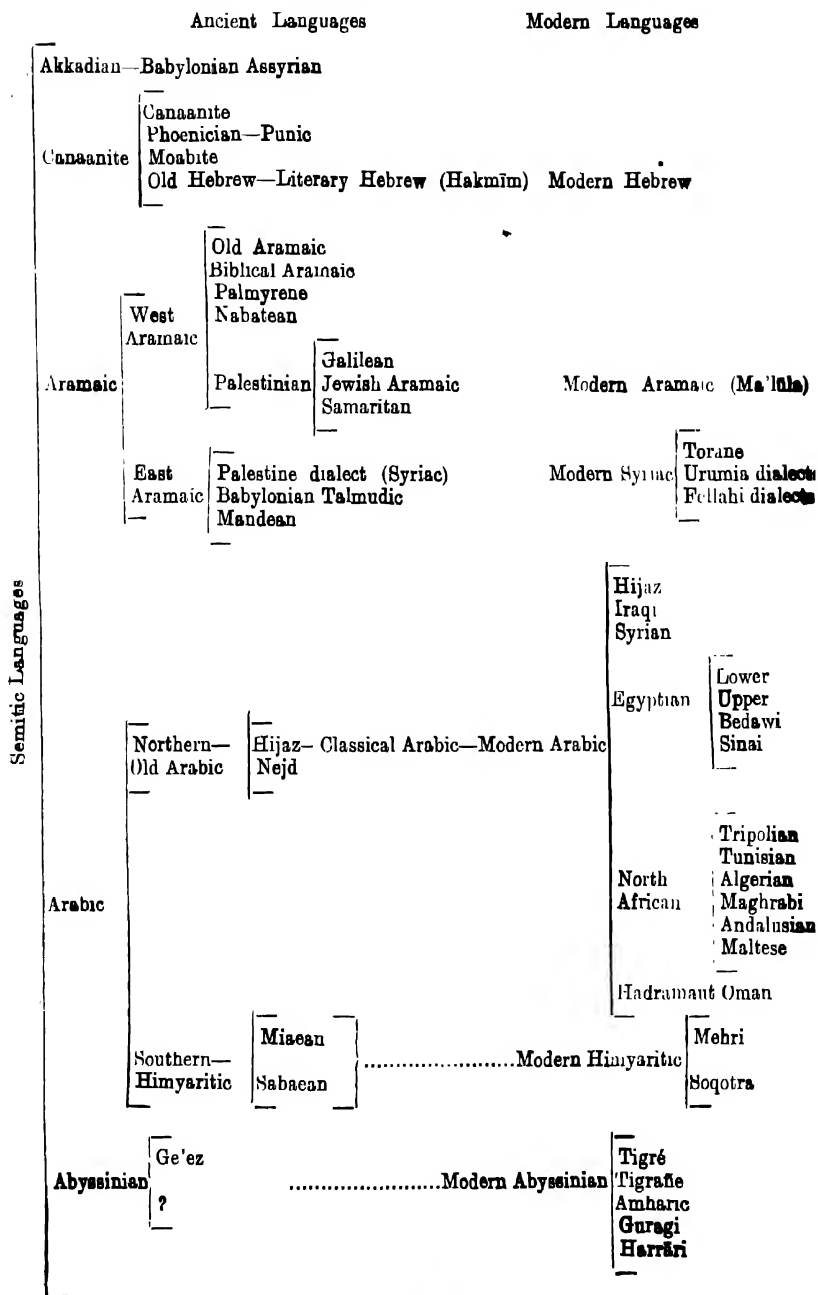 Ancient Languages Modern Languages
Semitic Languages
Akkadian—Babylonian Assyrian
Canaanite
Canaanite
Phoenician—Punic
Moabite
Old Hebrew—Literary Hebrew (Hakmīm) Modern Hebrew
Aramaic
West
Aramaic
Old Aramaic
Biblical Aramaic
Palmyrene
Nabatean
Palestinian
Galilean
Jewish Aramaic
Samaritan
Modern Aramaic (Ma'lūla)
East
Aramaic
Palestine dialect (Syriac)
Babylonian Talmudic
Mandean
Modern Syriac
Torane
Urumia dialects
Fellahi dialects
Arabic
Northern—
Old Arabic
Hijaz—Classical Arabic—Modern Arabic
Nejd
Hijaz
Iraqi
Syrian
Egyptian
Lower
Upper
Bedawi
Sinai
North
African
Tripolian
Tunisian
Algerian
Maghrabi
Andalusian
Maltese
Hadramaut Oman
Southern—
Himyaritic
Minean
Sabaean
.......................Modern Himyaritic
Mehri
Soqotra
Abyssinian
Ge'ez
?
.......................Modern Abyssinian
Tigré
Tigrañe
Amharic
Guragi
Harrāri